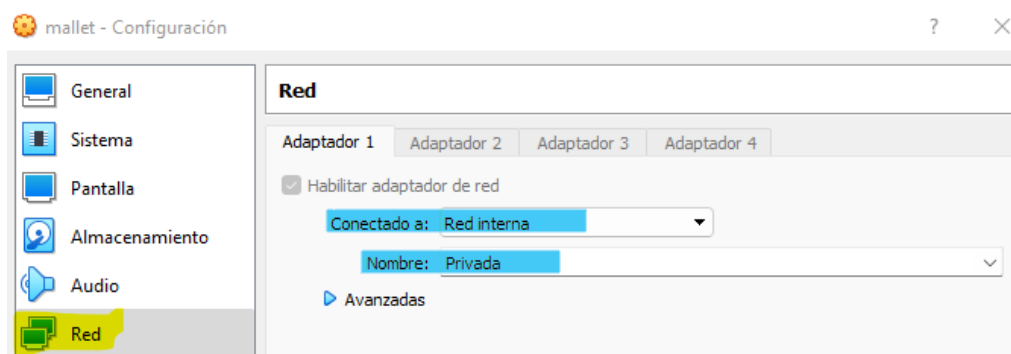 mallet - Configuración ?
General
Sistema
Pantalla
Almacenamiento
Audio
Red
Red
Adaptador 1 Adaptador 2 Adaptador 3 Adaptador 4
Habilitar adaptador de red
Conectado a: Red interna
Nombre: Privada
Avanzadas